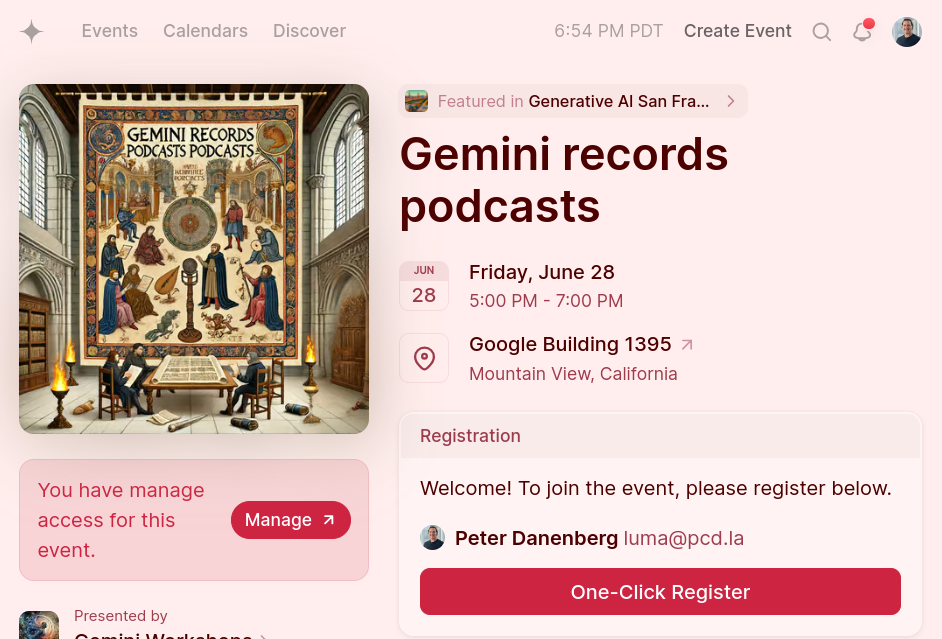 Events Calendars Discover
6:54 PM PDT Create Event
GEMINI RECORDS
PODCASTS PODCASTS
You have manage
access for this
event.
Manage
Presented by
Gemini Workshops
Featured in Generative AI San Fra...
Gemini records
podcasts
JUN
28
Friday, June 28
5:00 PM - 7:00 PM
Google Building 1395
Mountain View, California
Registration
Welcome! To join the event, please register below.
Peter Danenberg luma@pcd.la
One-Click Register